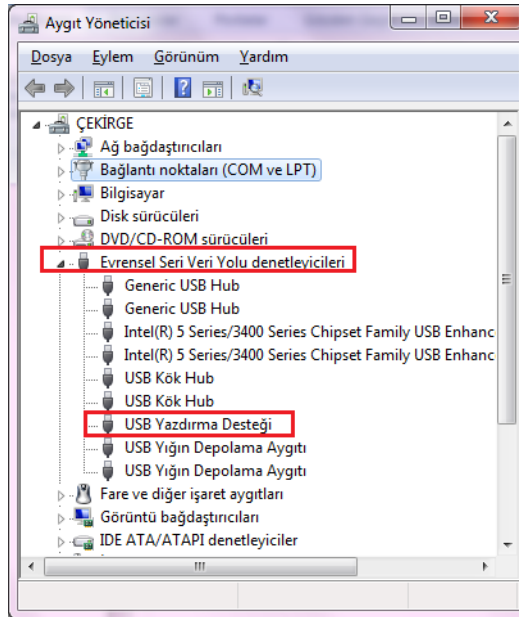 Aygıt Yöneticisi
Dosya Eylem Görünüm Yardım
ÇEKİRGE
Ağ bağdaştırıcıları
Bağlantı noktaları (COM ve LPT)
Bilgisayar
Disk sürücüleri
DVD/CD-ROM sürücüleri
Evrensel Seri Veri Yolu denetleyicileri
Generic USB Hub
Generic USB Hub
Intel(R) 5 Series/3400 Series Chipset Family USB Enhanc
Intel(R) 5 Series/3400 Series Chipset Family USB Enhanc
USB Kök Hub
USB Kök Hub
USB Yazdırma Desteği
USB Yığın Depolama Aygıtı
USB Yığın Depolama Aygıtı
Fare ve diğer işaret aygıtları
Görüntü bağdaştırıcıları
IDE ATA/ATAPI denetleyiciler